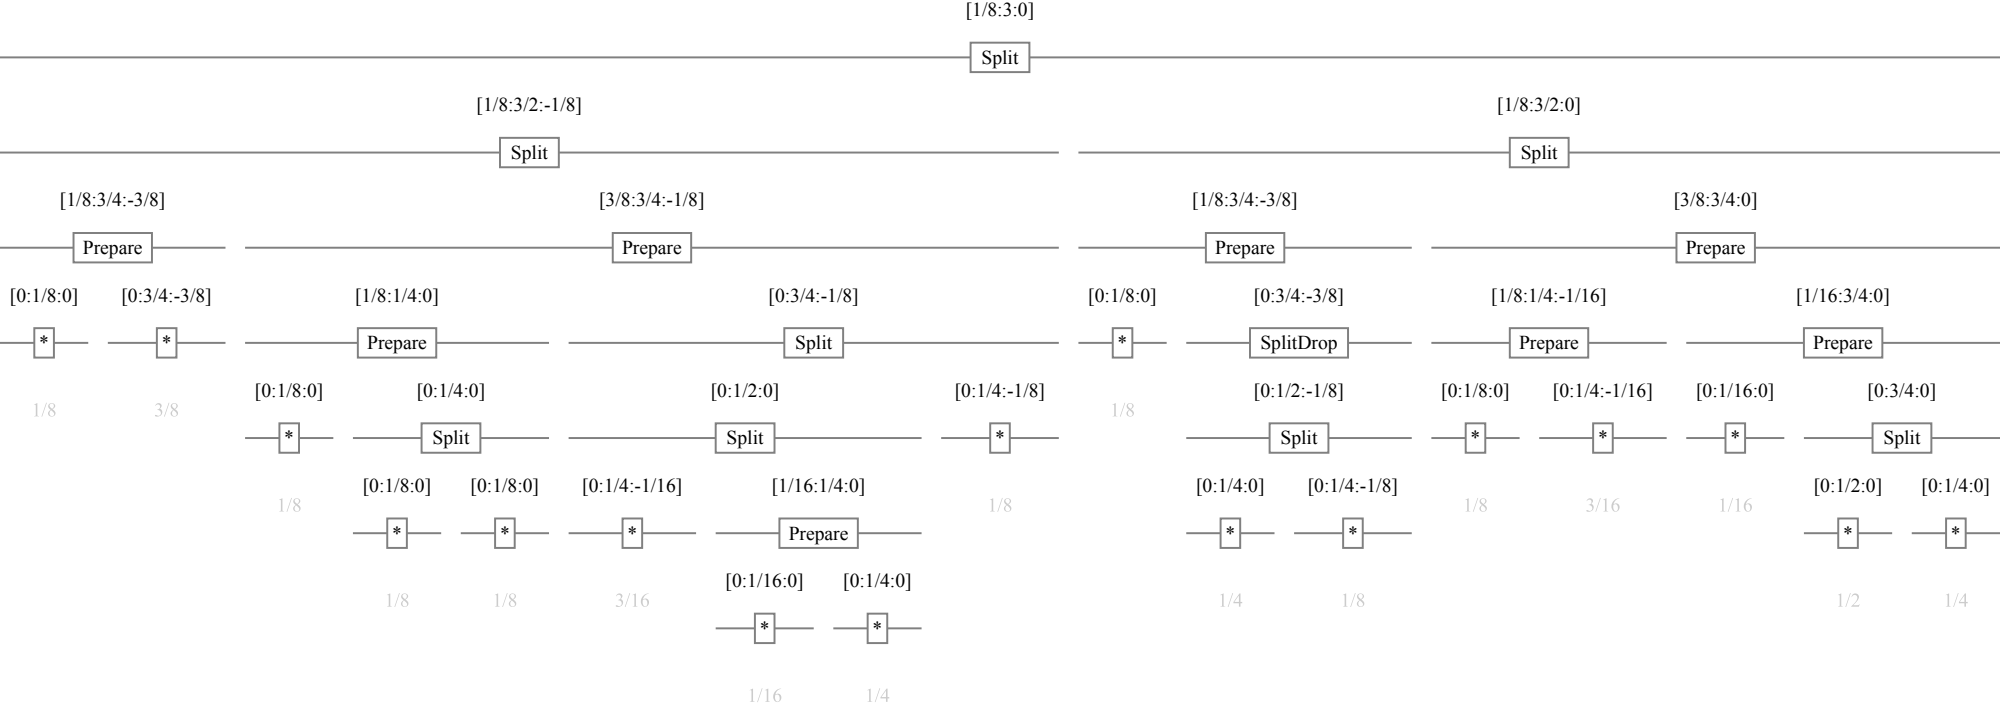 [1/8:3:0]
Split
[1/8:3/2:-1/8] [1/8:3/2:0]
Split Split
[1/8:3/4:-3/8] [3/8:3/4:-1/8] [1/8:3/4:-3/8] [3/8:3/4:0]
Prepare Prepare Prepare Prepare
[0:1/8:0] [0:3/4:-3/8] [1/8:1/4:0] [0:3/4:-1/8] [0:1/8:0] [0:3/4:-3/8] [1/8:1/4:-1/16] [1/16:3/4:0]
* * Prepare Split * SplitDrop Prepare Prepare
[0:1/8:0] [0:1/4:0] [0:1/2:0] [0:1/4:-1/8] [0:1/2:-1/8] [0:1/8:0] [0:1/4:-1/16] [0:1/16:0] [0:3/4:0]
1/8 3/8 1/8
* Split Split * Split * * * Split
[0:1/8:0] [0:1/8:0] [0:1/4:-1/16] [1/16:1/4:0] [0:1/4:0] [0:1/4:-1/8] [0:1/2:0] [0:1/4:0]
1/8 1/8 1/8 3/16 1/16
* * * Prepare * * * *
[0:1/16:0] [0:1/4:0]
1/8 1/8 3/16 1/4 1/8 1/2 1/4
* *
1/16 1/4